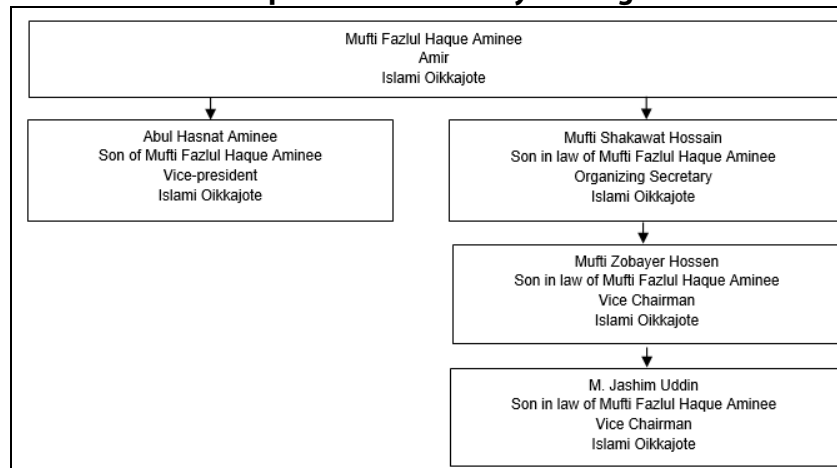 Mufti Fazlul Haque Aminee
Amir
Islami Oikkajote
Abul Hasnat Aminee
Son of Mufti Fazlul Haque Aminee
Vice-president
Islami Oikkajote
Mufti Shakawat Hossain
Son in law of Mufti Fazlul Haque Aminee
Organizing Secretary
Islami Oikkajote
Mufti Zobayer Hossen
Son in law of Mufti Fazlul Haque Aminee
Vice Chairman
Islami Oikkajote
M. Jashim Uddin
Son in law of Mufti Fazlul Haque Aminee
Vice Chairman
Islami Oikkajote